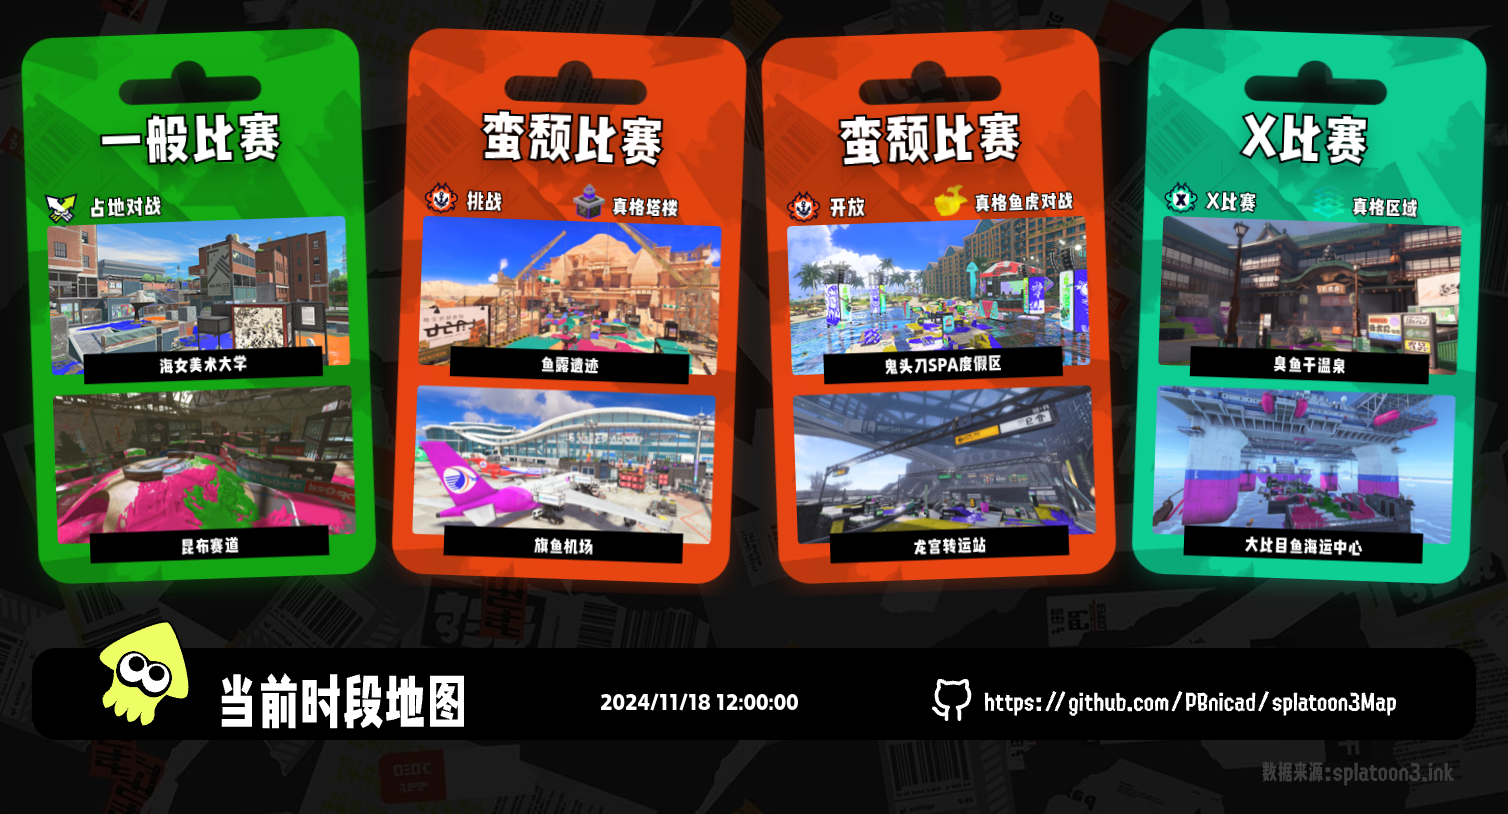 一般比赛
占地对战
海女美术大学
昆布赛道
蛮颓比赛
挑战
真格塔楼
鱼露遗迹
旗鱼机场
蛮颓比赛
开放
真格鱼虎对战
鬼头刀SPA度假区
龙宫转运站
X比赛
X比赛
真格区域
臭鱼干温泉
大比目鱼海运中心
当前时段地图
2024/11/18 12:00:00
https://github.com/PBnicad/splatoon3Map
数据来源:splatoon3.ink